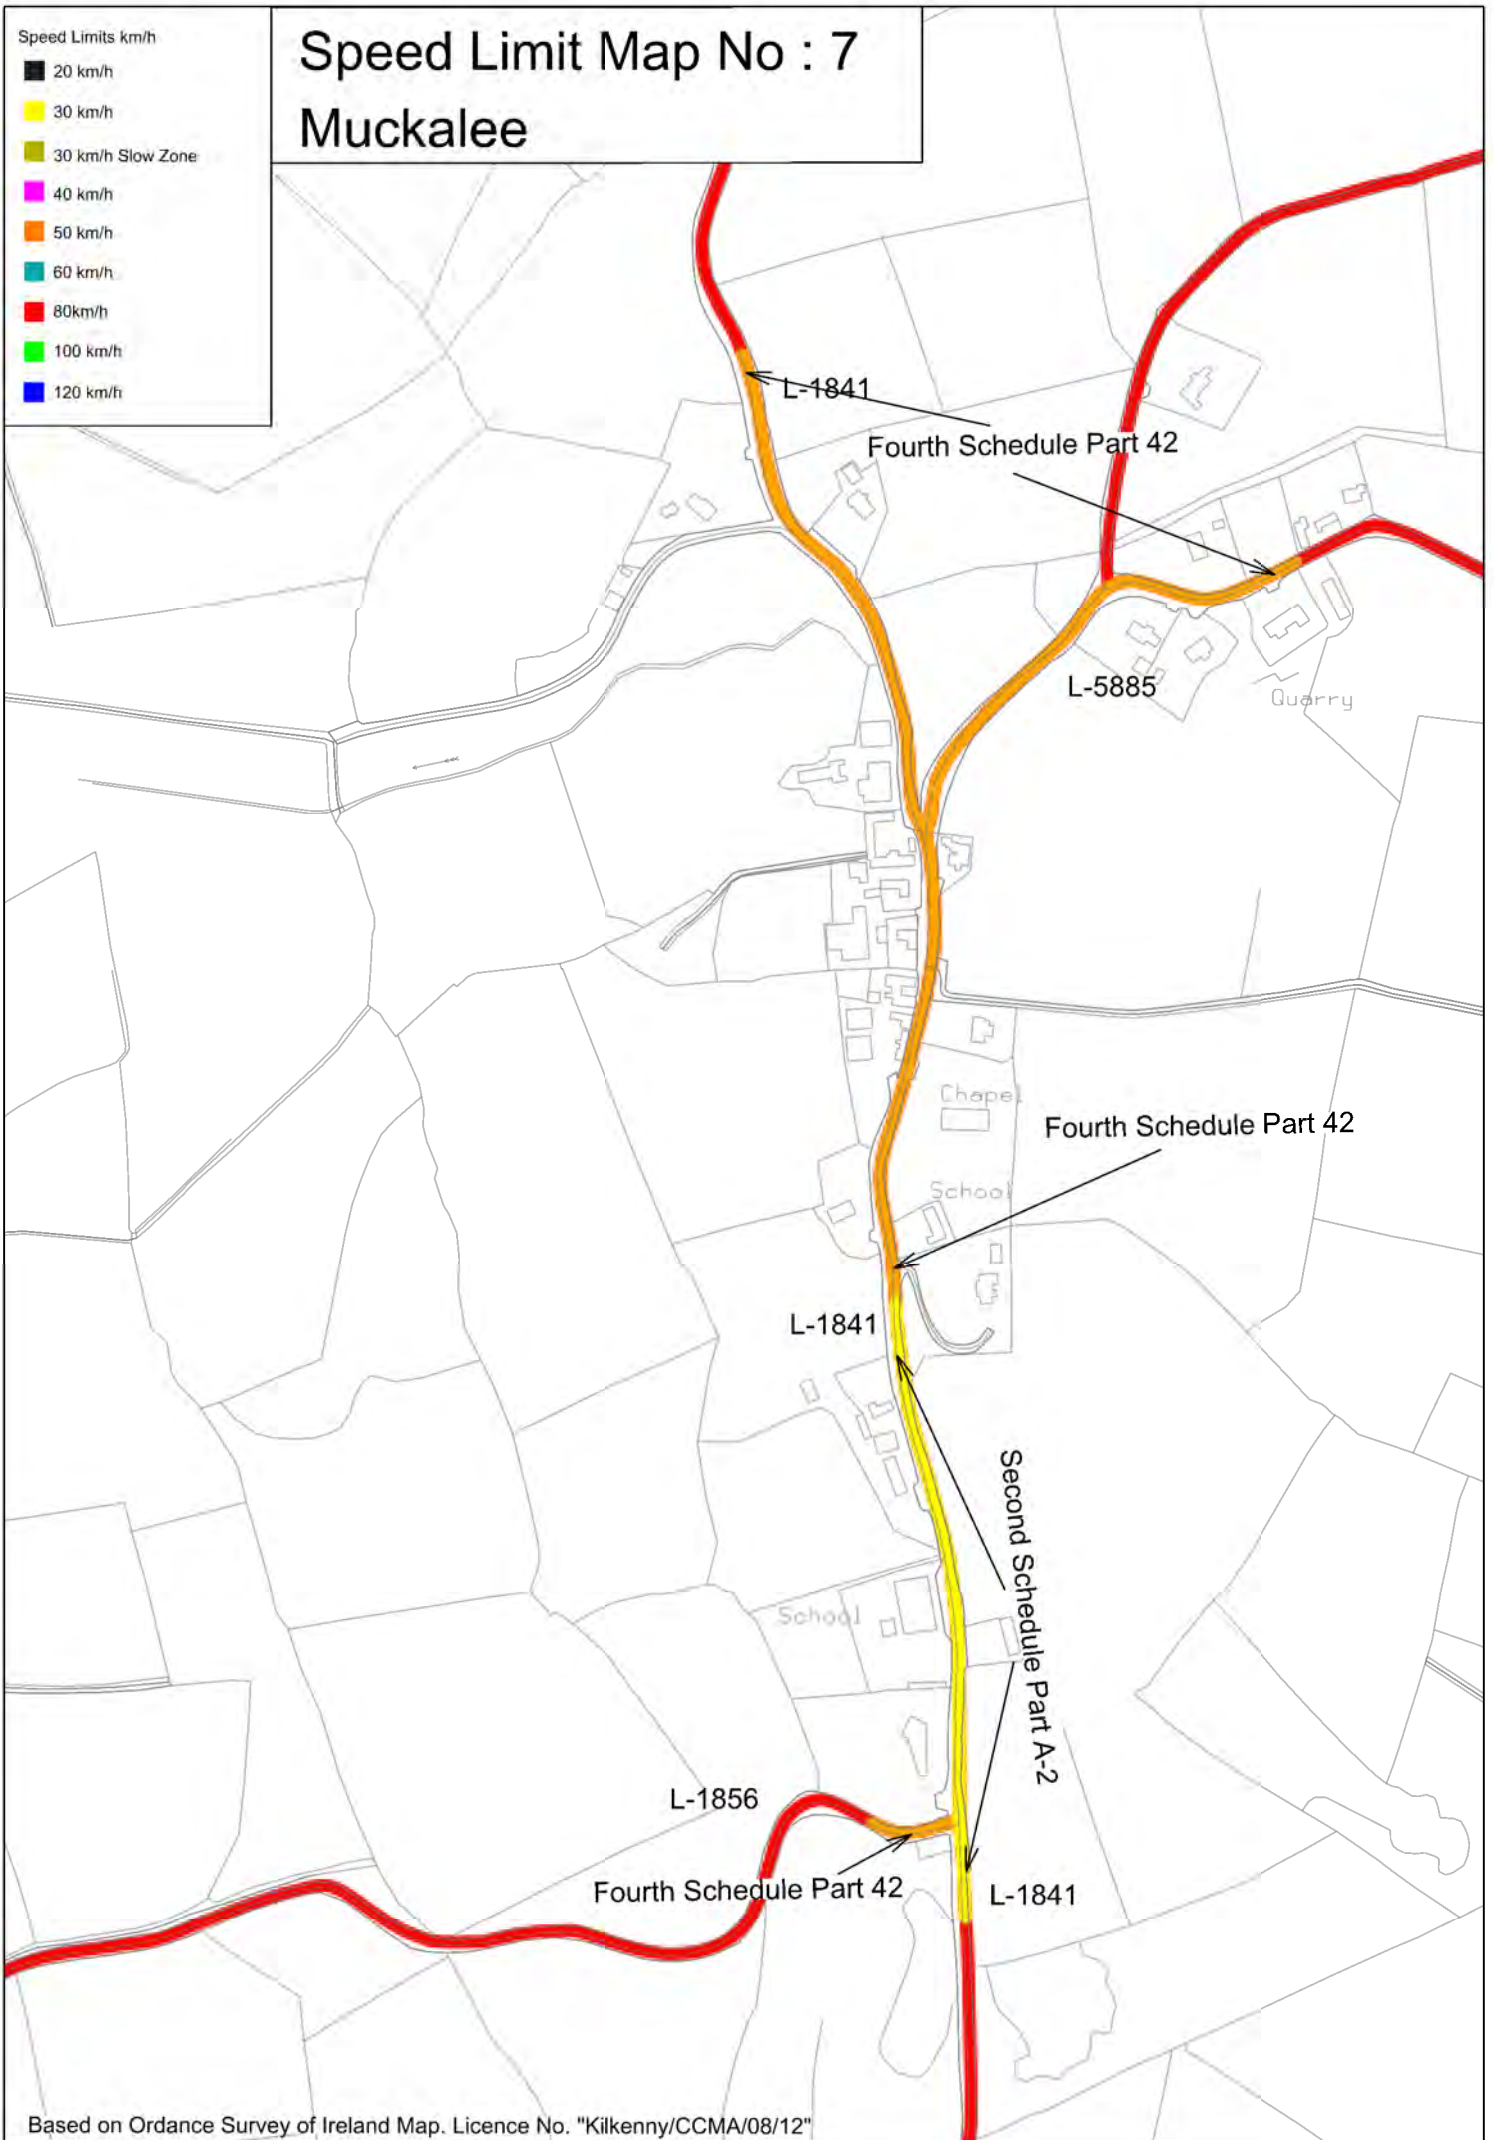 Speed Limits km/h
20 km/h
30 km/h
30 km/h Slow Zone
40 km/h
50 km/h
60 km/h
80km/h
100 km/h
120 km/h
Speed Limit Map No : 7
Muckalee
L-1841
Fourth Schedule Part 42
L-5885
Quarry
Chapel
Fourth Schedule Part 42
School
L-1841
Second Schedule Part A-2
School
L-1856
Fourth Schedule Part 42
L-1841
Based on Ordance Survey of Ireland Map. Licence No. "Kilkenny/CCMA/08/12"